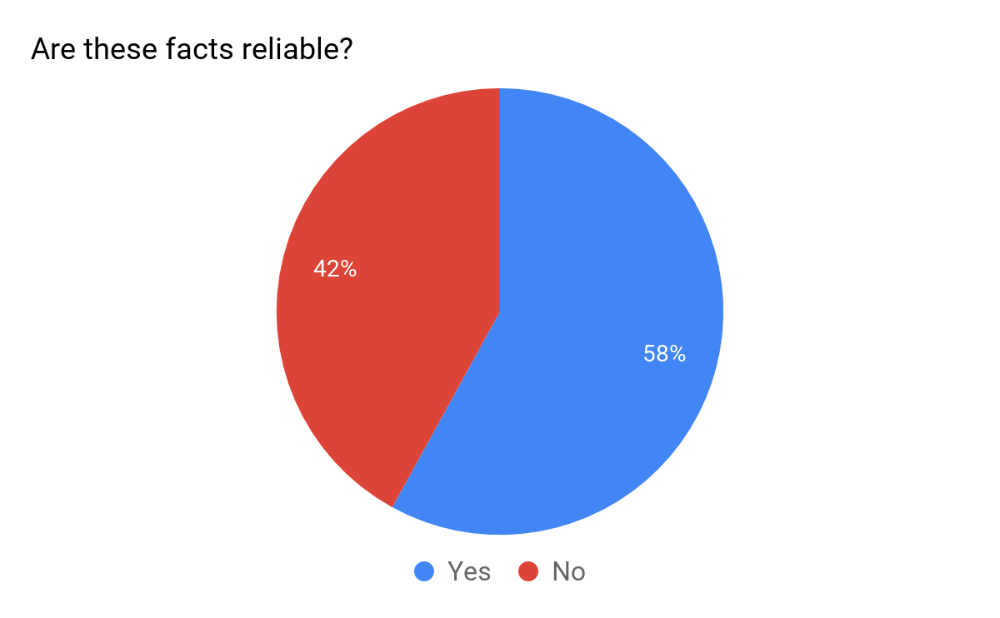 Are these facts reliable?
42%
58%
Yes No